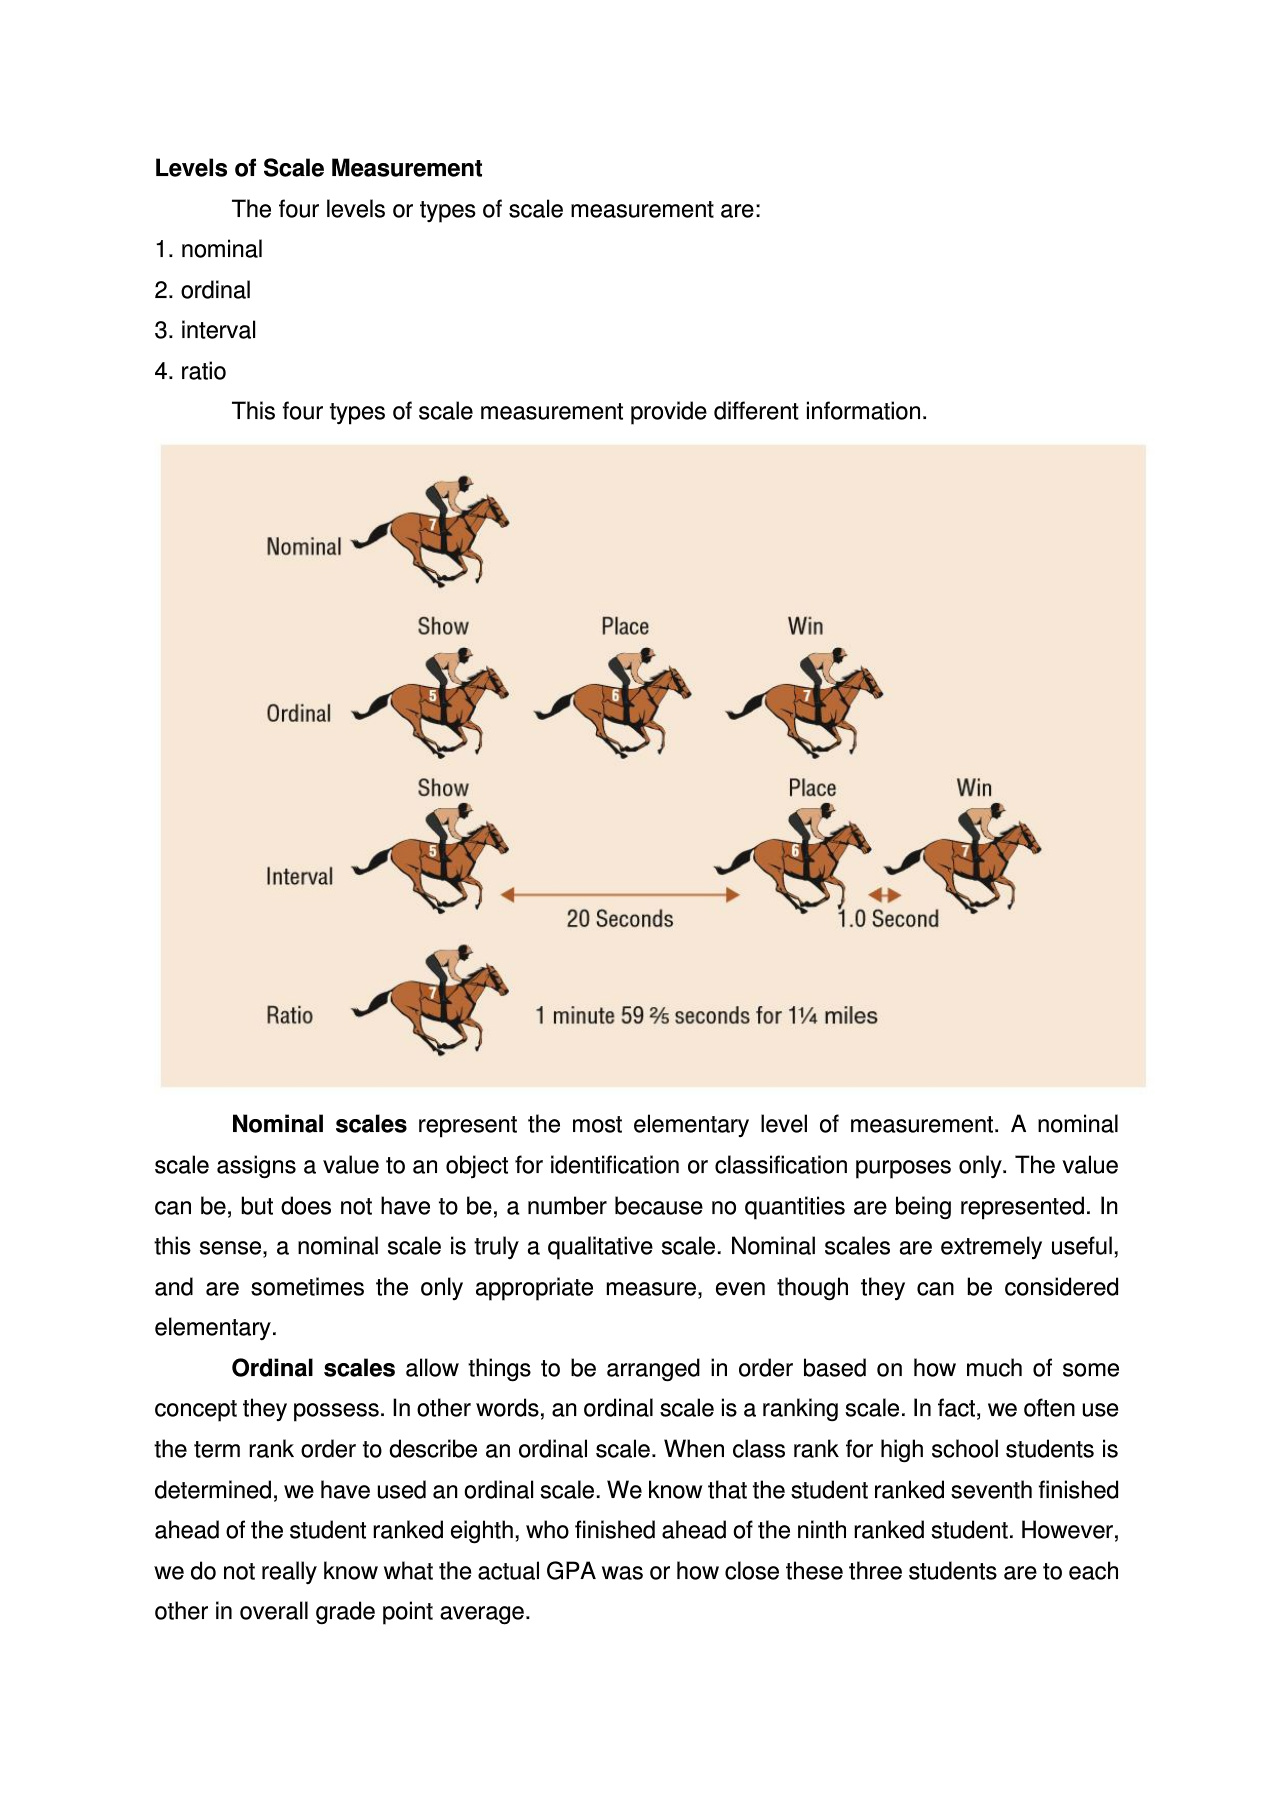 Levels of Scale Measurement
The four levels or types of scale measurement are:
1. nominal
2. ordinal
3. interval
4. ratio
This four types of scale measurement provide different information.
7
Nominal
Show Place Win
5 6 7
Ordinal
Show Place Win
5 6 7
Interval
20 Seconds 1.0 Second
7
Ratio 1 minute 59 ⅖ seconds for 1¼ miles
Nominal scales represent the most elementary level of measurement. A nominal
scale assigns a value to an object for identification or classification purposes only. The value
can be, but does not have to be, a number because no quantities are being represented. In
this sense, a nominal scale is truly a qualitative scale. Nominal scales are extremely useful,
and are sometimes the only appropriate measure, even though they can be considered
elementary.
Ordinal scales allow things to be arranged in order based on how much of some
concept they possess. In other words, an ordinal scale is a ranking scale. In fact, we often use
the term rank order to describe an ordinal scale. When class rank for high school students is
determined, we have used an ordinal scale. We know that the student ranked seventh finished
ahead of the student ranked eighth, who finished ahead of the ninth ranked student. However,
we do not really know what the actual GPA was or how close these three students are to each
other in overall grade point average.